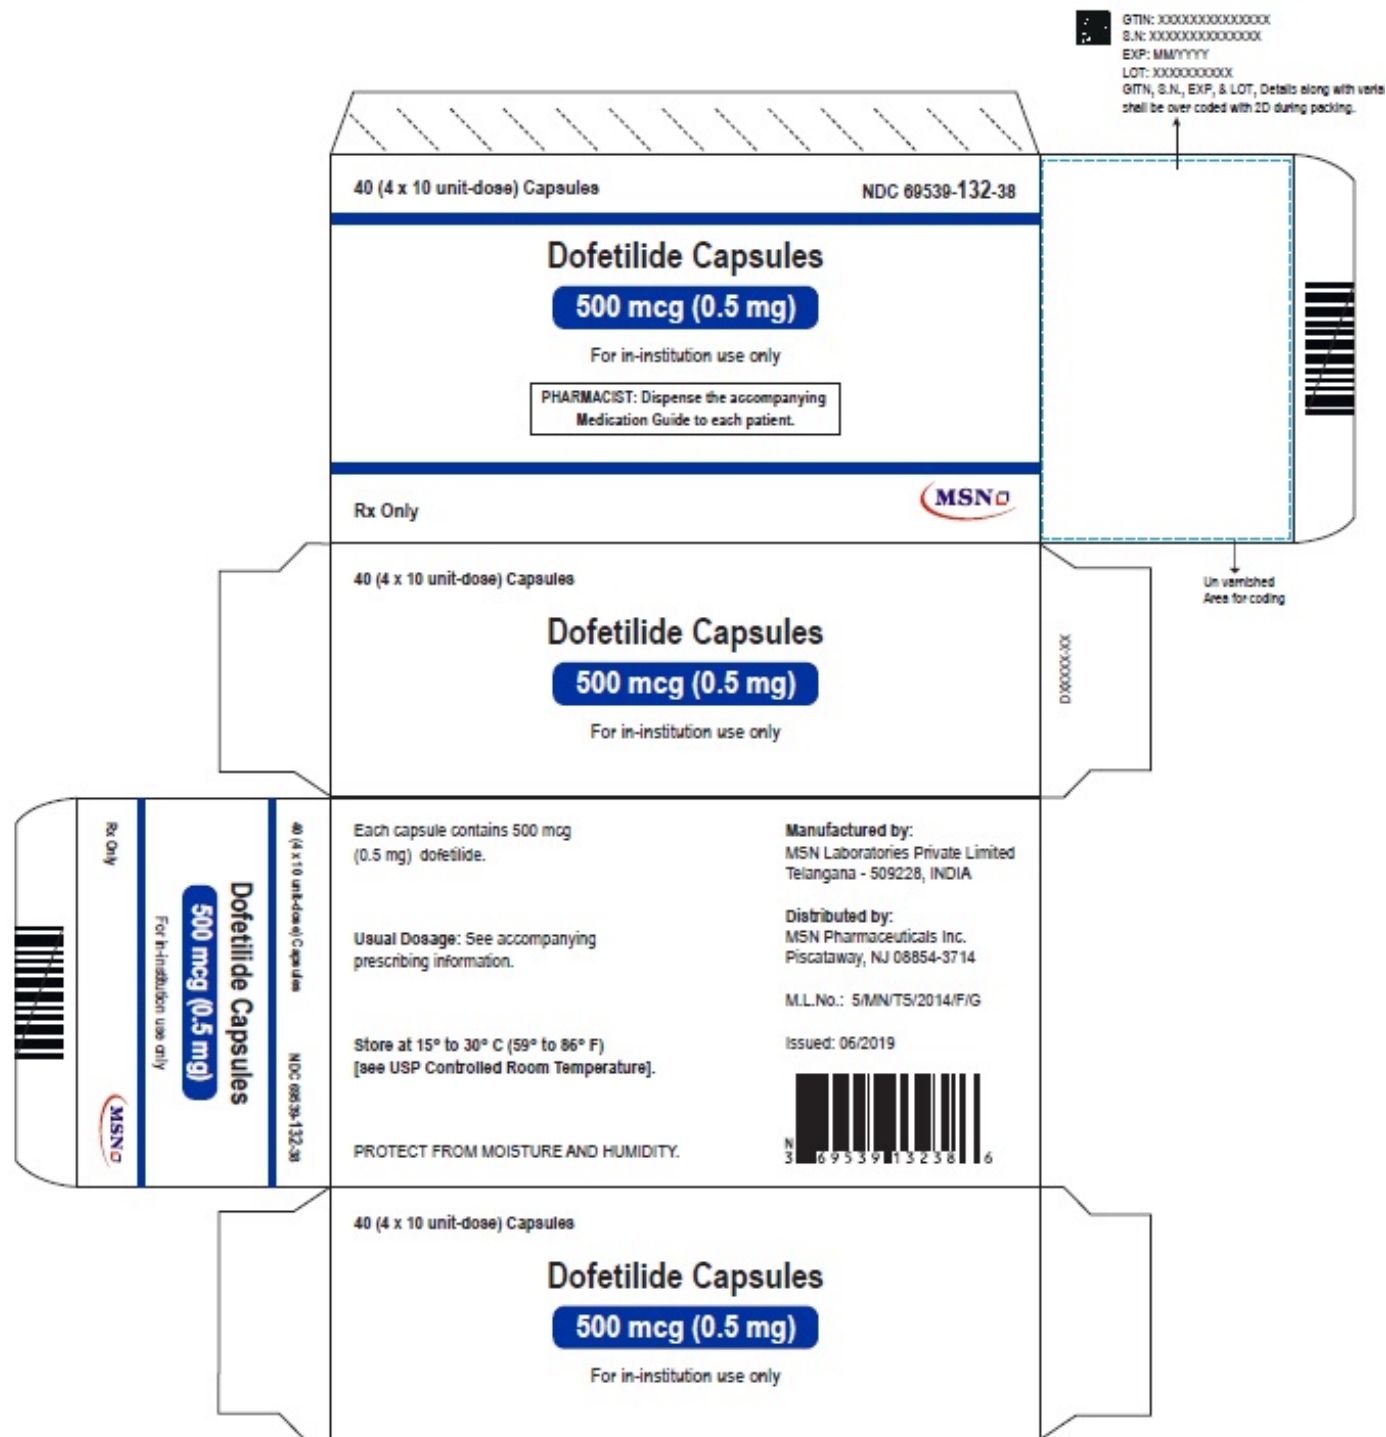 GTIN: XXXXXXXXXXXXXX
S.N: XXXXXXXXXXXXXX
EXP: MM/YYYY
LOT: XXXXXXXXXX
GITN, S.N., EXP, & LOT, Details along with varia
shall be over coded with 2D during packing.
40 (4 x 10 unit-dose) Capsules
NDC 69539-132-38
Dofetilide Capsules
500 mcg (0.5 mg)
For in-institution use only
PHARMACIST: Dispense the accompanying
Medication Guide to each patient.
Rx Only
MSN
Un varnished
Area for coding
40 (4 x 10 unit-dose) Capsules
Dofetilide Capsules
500 mcg (0.5 mg)
For in-institution use only
DXXXXX-XX
40 (4 x 10 unit-dose) Capsules
NDC 69539-132-38
Dofetilide Capsules
500 mcg (0.5 mg)
For in-institution use only
Rx Only
MSN
Each capsule contains 500 mcg
(0.5 mg) dofetilide.
Usual Dosage: See accompanying
prescribing information.
Store at 15° to 30° C (59° to 86° F)
[see USP Controlled Room Temperature].
PROTECT FROM MOISTURE AND HUMIDITY.
Manufactured by:
MSN Laboratories Private Limited
Telangana - 509228, INDIA
Distributed by:
MSN Pharmaceuticals Inc.
Piscataway, NJ 08854-3714
M.L.No.: 5/MN/TS/2014/F/G
Issued: 06/2019
N
3 69539 13238 6
40 (4 x 10 unit-dose) Capsules
Dofetilide Capsules
500 mcg (0.5 mg)
For in-institution use only